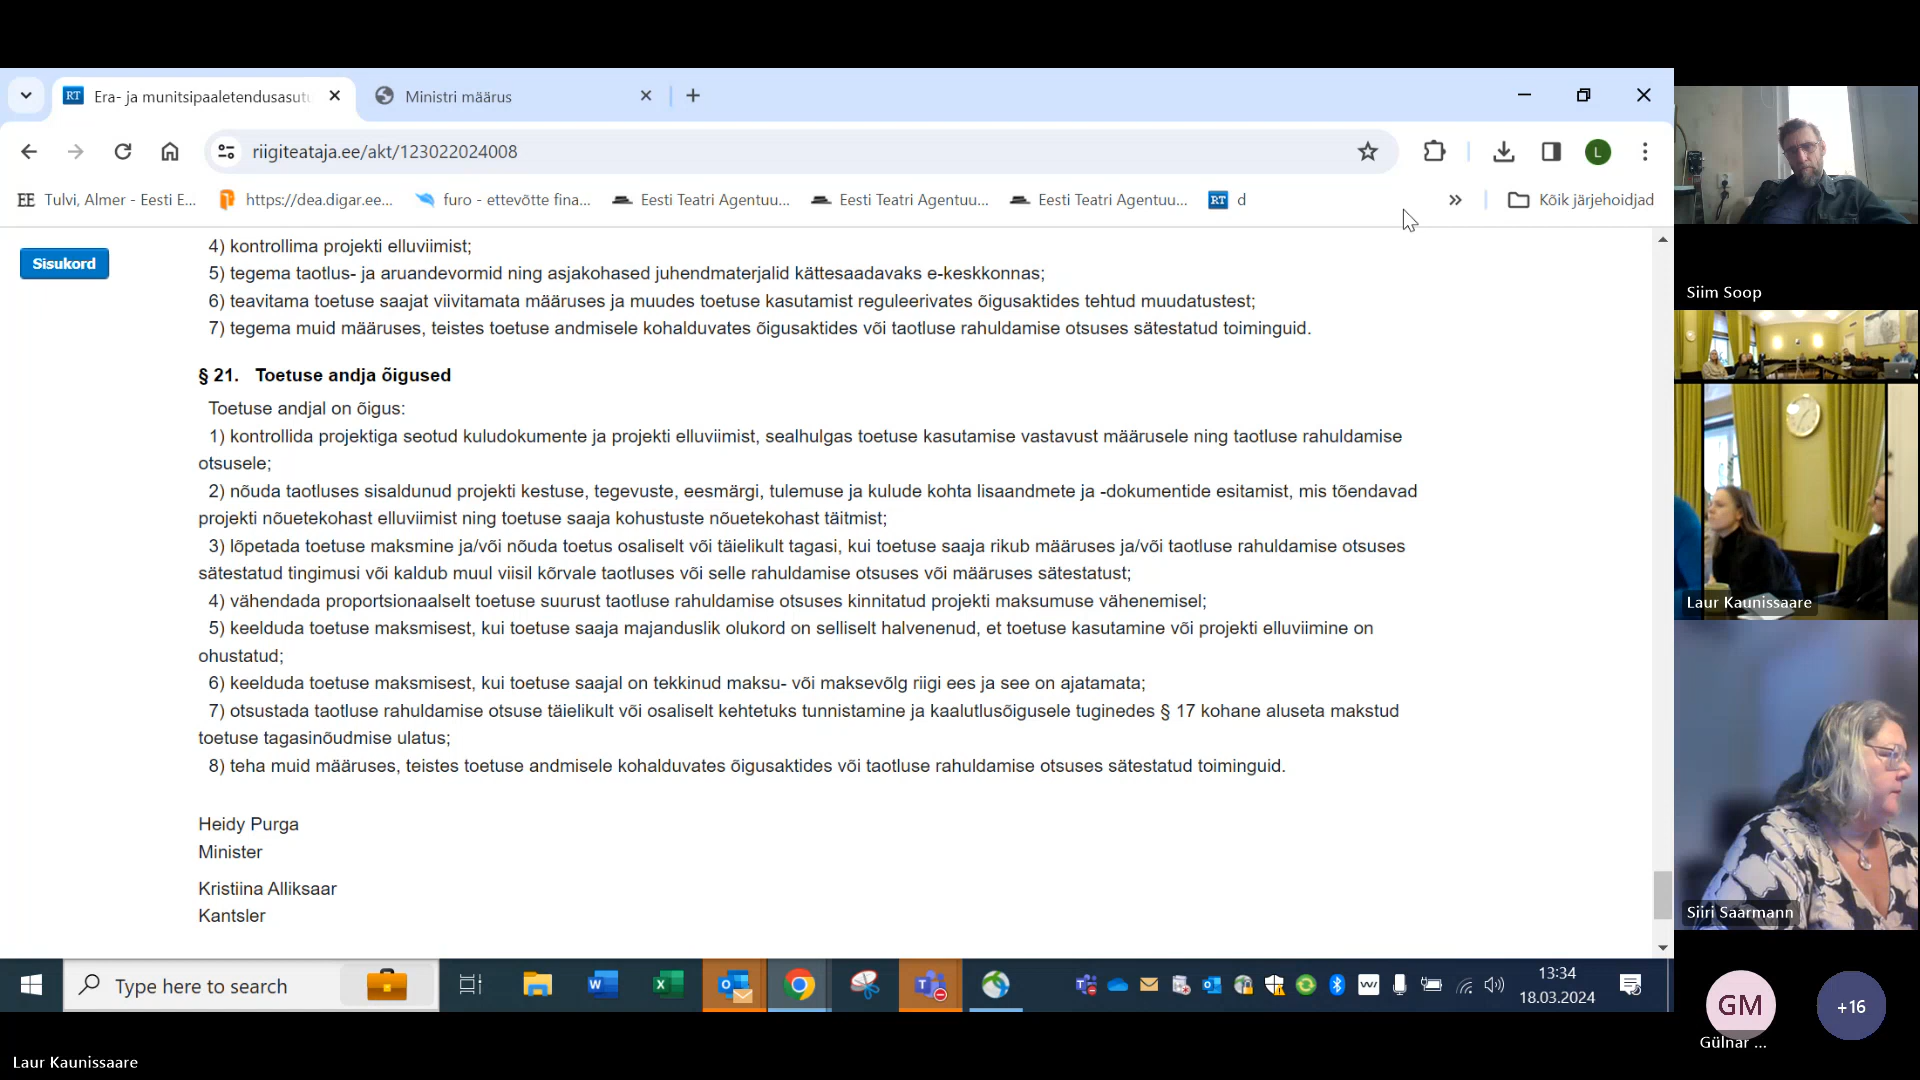 RT Era- ja munitsipaaletendusasutu
Ministri määrus
riigiteataja.ee/akt/123022024008
L
EE Tulvi, Almer - Eesti E...
https://dea.digar.ee...
furo - ettevõtte fina...
Eesti Teatri Agentuu...
Eesti Teatri Agentuu...
Eesti Teatri Agentuu...
RT d
Kõik järjehoidjad
Sisukord
4) kontrollima projekti elluviimist;
5) tegema taotlus- ja aruandevormid ning asjakohased juhendmaterjalid kättesaadavaks e-keskkonnas;
6) teavitama toetuse saajat viivitamata määruses ja muudes toetuse kasutamist reguleerivates õigusaktides tehtud muudatustest;
7) tegema muid määruses, teistes toetuse andmisele kohalduvates õigusaktides või taotluse rahuldamise otsuses sätestatud toiminguid.
§ 21. Toetuse andja õigused
Toetuse andjal on õigus:
1) kontrollida projektiga seotud kuludokumente ja projekti elluviimist, sealhulgas toetuse kasutamise vastavust määrusele ning taotluse rahuldamise
otsusele;
2) nõuda taotluses sisaldunud projekti kestuse, tegevuste, eesmärgi, tulemuse ja kulude kohta lisaandmete ja -dokumentide esitamist, mis tõendavad
projekti nõuetekohast elluviimist ning toetuse saaja kohustuste nõuetekohast täitmist;
3) lõpetada toetuse maksmine ja/või nõuda toetus osaliselt või täielikult tagasi, kui toetuse saaja rikub määruses ja/või taotluse rahuldamise otsuses
sätestatud tingimusi või kaldub muul viisil kõrvale taotluses või selle rahuldamise otsuses või määruses sätestatust;
4) vähendada proportsionaalselt toetuse suurust taotluse rahuldamise otsuses kinnitatud projekti maksumuse vähenemisel;
5) keelduda toetuse maksmisest, kui toetuse saaja majanduslik olukord on selliselt halvenenud, et toetuse kasutamine või projekti elluviimine on
ohustatud;
6) keelduda toetuse maksmisest, kui toetuse saajal on tekkinud maksu- või maksevõlg riigi ees ja see on ajatamata;
7) otsustada taotluse rahuldamise otsuse täielikult või osaliselt kehtetuks tunnistamine ja kaalutlusõigusele tuginedes § 17 kohane aluseta makstud
toetuse tagasinõudmise ulatus;
8) teha muid määruses, teistes toetuse andmisele kohalduvates õigusaktides või taotluse rahuldamise otsuses sätestatud toiminguid.
Heidy Purga
Minister
Kristiina Alliksaar
Kantsler
Type here to search
13:34
18.03.2024
Siim Soop
Laur Kaunissaare
Siiri Saarmann
GM
Gülnar ...
+16
Laur Kaunissaare